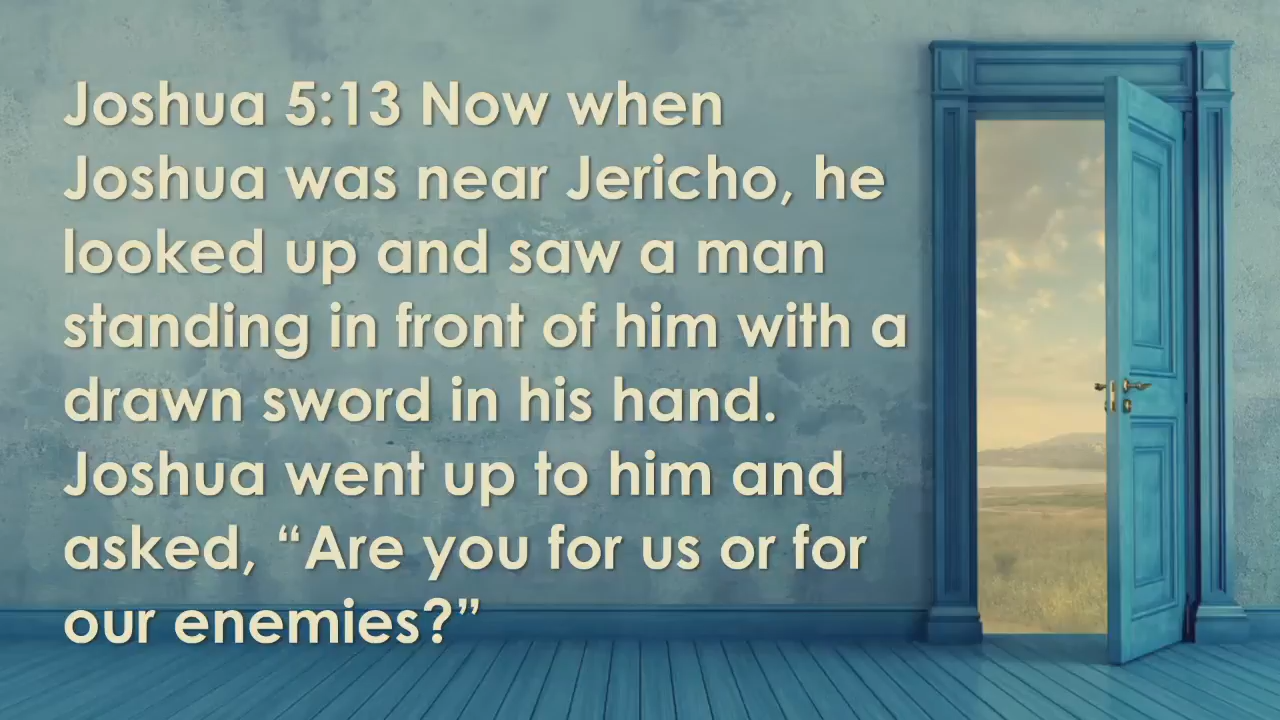 Joshua 5:13 Now when
Joshua was near Jericho, he
looked up and saw a man
standing in front of him with a
drawn sword in his hand.
Joshua went up to him and
asked, “Are you for us or for
our enemies?”